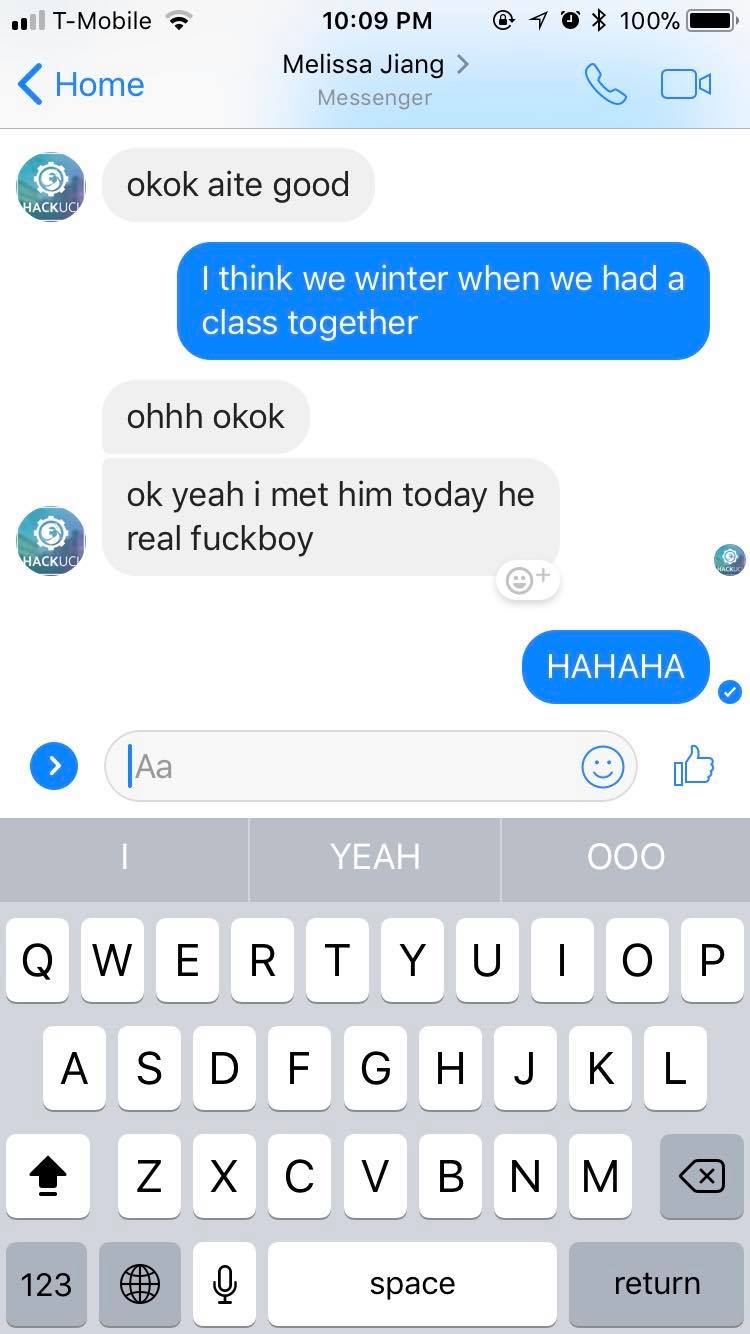 T-Mobile 10:09 PM 100%
Home
Melissa Jiang
Messenger
HACKUCI
okok aite good
I think we winter when we had a
class together
ohhh okok
ok yeah i met him today he
real fuckboy
HACKUCI
HACKUC
HAHAHA
Aa
I YEAH OOO
Q W E R T Y U I O P
A S D F G H J K L
Z X C V B N M
123 space return